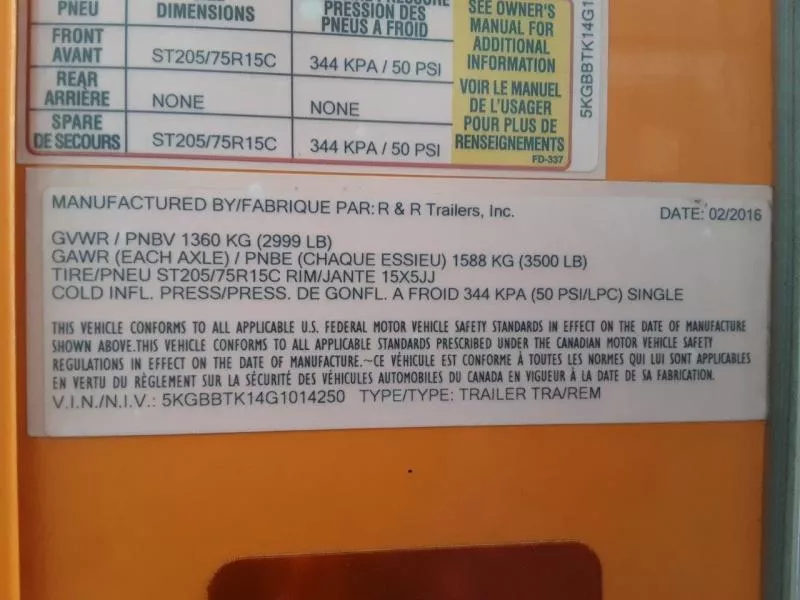 PNEU
DIMENSIONS
PRESSION DES
PNEUS A FROID
SEE OWNER'S
MANUAL FOR
ADDITIONAL
INFORMATION
FRONT
AVANT
ST205/75R15C
344 KPA / 50 PSI
REAR
ARRIÈRE
NONE
NONE
VOIR LE MANUEL
DE L'USAGER
POUR PLUS DE
RENSEIGNEMENTS
SPARE
DE SECOURS
ST205/75R15C
344 KPA / 50 PSI
FD-337
5KGBBTK14G1
MANUFACTURED BY/FABRIQUE PAR: R & R Trailers, Inc.
DATE: 02/2016
GVWR / PNBV 1360 KG (2999 LB)
GAWR (EACH AXLE) / PNBE (CHAQUE ESSIEU) 1588 KG (3500 LB)
TIRE/PNEU ST205/75R15C RIM/JANTE 15X5JJ
COLD INFL. PRESS/PRESS. DE GONFL. A FROID 344 KPA (50 PSI/LPC) SINGLE
THIS VEHICLE CONFORMS TO ALL APPLICABLE U.S. FEDERAL MOTOR VEHICLE SAFETY STANDARDS IN EFFECT ON THE DATE OF MANUFACTURE
SHOWN ABOVE.THIS VEHICLE CONFORMS TO ALL APPLICABLE STANDARDS PRESCRIBED UNDER THE CANADIAN MOTOR VEHICLE SAFETY
REGULATIONS IN EFFECT ON THE DATE OF MANUFACTURE.~CE VÉHICULE EST CONFORME À TOUTES LES NORMES QUI LUI SONT APPLICABLES
EN VERTU DU RÈGLEMENT SUR LA SÉCURITÉ DES VÉHICULES AUTOMOBILES DU CANADA EN VIGUEUR À LA DATE DE SA FABRICATION.
V.I.N./N.I.V.: 5KGBBTK14G1014250 TYPE/TYPE: TRAILER TRA/REM